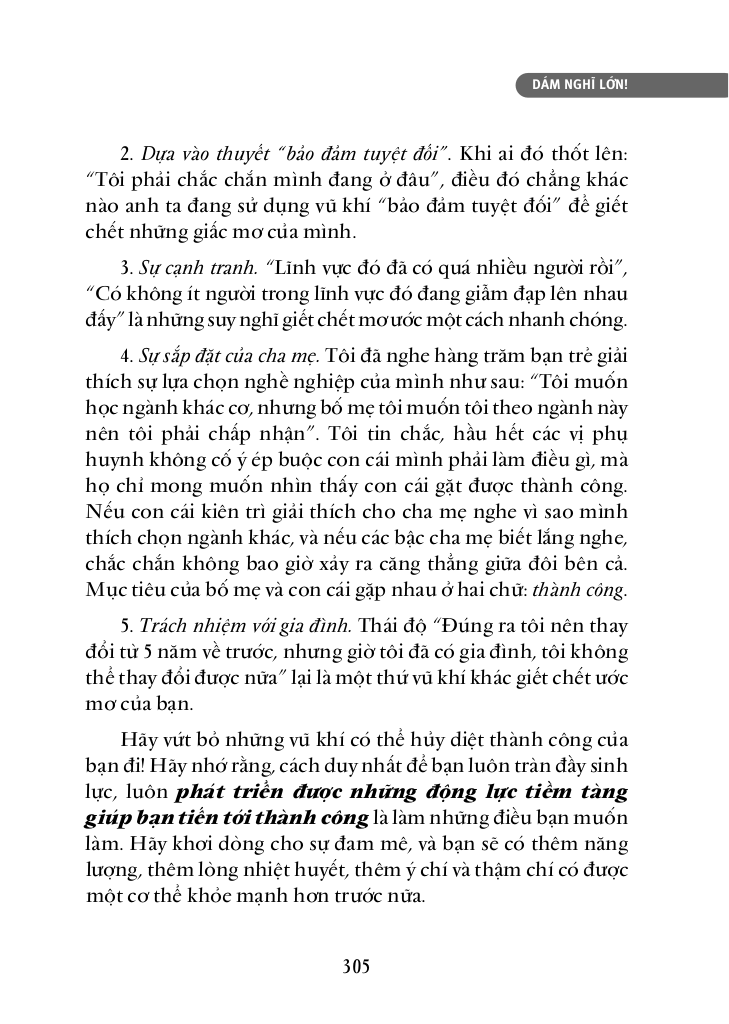 DÁM NGHĨ LỚN!
2. Dựa vào thuyết “bảo đảm tuyệt đối”. Khi ai đó thốt lên:
“Tôi phải chắc chắn mình đang ở đâu”, điều đó chẳng khác
nào anh ta đang sử dụng vũ khí “bảo đảm tuyệt đối” để giết
chết những giấc mơ của mình.
3. Sự cạnh tranh. “Lĩnh vực đó đã có quá nhiều người rồi”,
“Có không ít người trong lĩnh vực đó đang giẫm đạp lên nhau
đấy” là những suy nghĩ giết chết mơ ước một cách nhanh chóng.
4. Sự sắp đặt của cha mẹ. Tôi đã nghe hàng trăm bạn trẻ giải
thích sự lựa chọn nghề nghiệp của mình như sau: “Tôi muốn
học ngành khác cơ, nhưng bố mẹ tôi muốn tôi theo ngành này
nên tôi phải chấp nhận”. Tôi tin chắc, hầu hết các vị phụ
huynh không cố ý ép buộc con cái mình phải làm điều gì, mà
họ chỉ mong muốn nhìn thấy con cái gặt được thành công.
Nếu con cái kiên trì giải thích cho cha mẹ nghe vì sao mình
thích chọn ngành khác, và nếu các bậc cha mẹ biết lắng nghe,
chắc chắn không bao giờ xảy ra căng thẳng giữa đôi bên cả.
Mục tiêu của bố mẹ và con cái gặp nhau ở hai chữ: thành công.
5. Trách nhiệm với gia đình. Thái độ “Đúng ra tôi nên thay
đổi từ 5 năm về trước, nhưng giờ tôi đã có gia đình, tôi không
thể thay đổi được nữa” lại là một thứ vũ khí khác giết chết ước
mơ của bạn.
Hãy vứt bỏ những vũ khí có thể hủy diệt thành công của
bạn đi! Hãy nhớ rằng, cách duy nhất để bạn luôn tràn đầy sinh
lực, luôn phát triển được những động lực tiềm tàng
giúp bạn tiến tới thành công là làm những điều bạn muốn
làm. Hãy khơi dòng cho sự đam mê, và bạn sẽ có thêm năng
lượng, thêm lòng nhiệt huyết, thêm ý chí và thậm chí có được
một cơ thể khỏe mạnh hơn trước nữa.
305